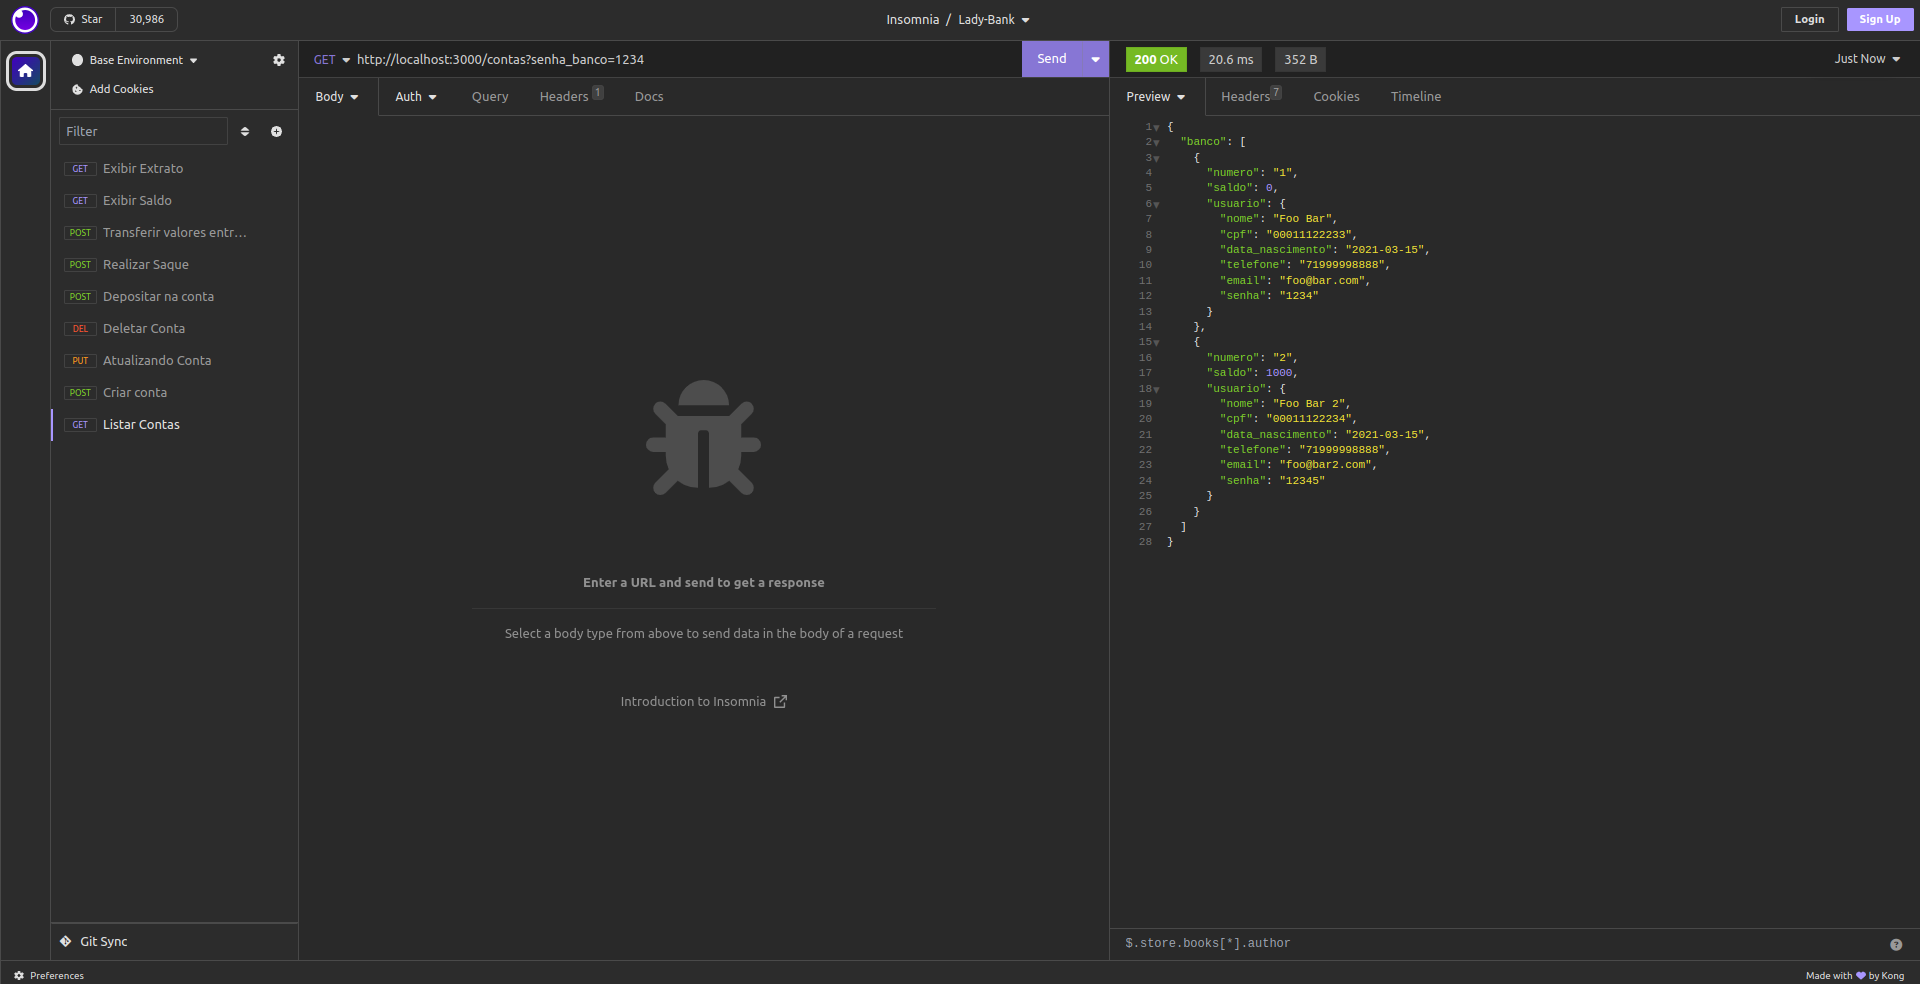 Star 30,986
Insomnia / Lady-Bank
Login Sign Up
Base Environment
Add Cookies
Filter
GET Exibir Extrato
GET Exibir Saldo
POST Transferir valores entr...
POST Realizar Saque
POST Depositar na conta
DEL Deletar Conta
PUT Atualizando Conta
POST Criar conta
GET Listar Contas
Git Sync
GET http://localhost:3000/contas?senha_banco=1234 Send
Body Auth Query Headers 1 Docs
Enter a URL and send to get a response
Select a body type from above to send data in the body of a request
Introduction to Insomnia
200 OK 20.6 ms 352 B Just Now
Preview Headers 7 Cookies Timeline
1 {
2 "banco": [
3 {
4 "numero": "1",
5 "saldo": 0,
6 "usuario": {
7 "nome": "Foo Bar",
8 "cpf": "00011122233",
9 "data_nascimento": "2021-03-15",
10 "telefone": "71999998888",
11 "email": "foo@bar.com",
12 "senha": "1234"
13 }
14 },
15 {
16 "numero": "2",
17 "saldo": 1000,
18 "usuario": {
19 "nome": "Foo Bar 2",
20 "cpf": "00011122234",
21 "data_nascimento": "2021-03-15",
22 "telefone": "71999998888",
23 "email": "foo@bar2.com",
24 "senha": "12345"
25 }
26 }
27 ]
28 }
$.store.books[*].author
?
Preferences
Made with 💜 by Kong